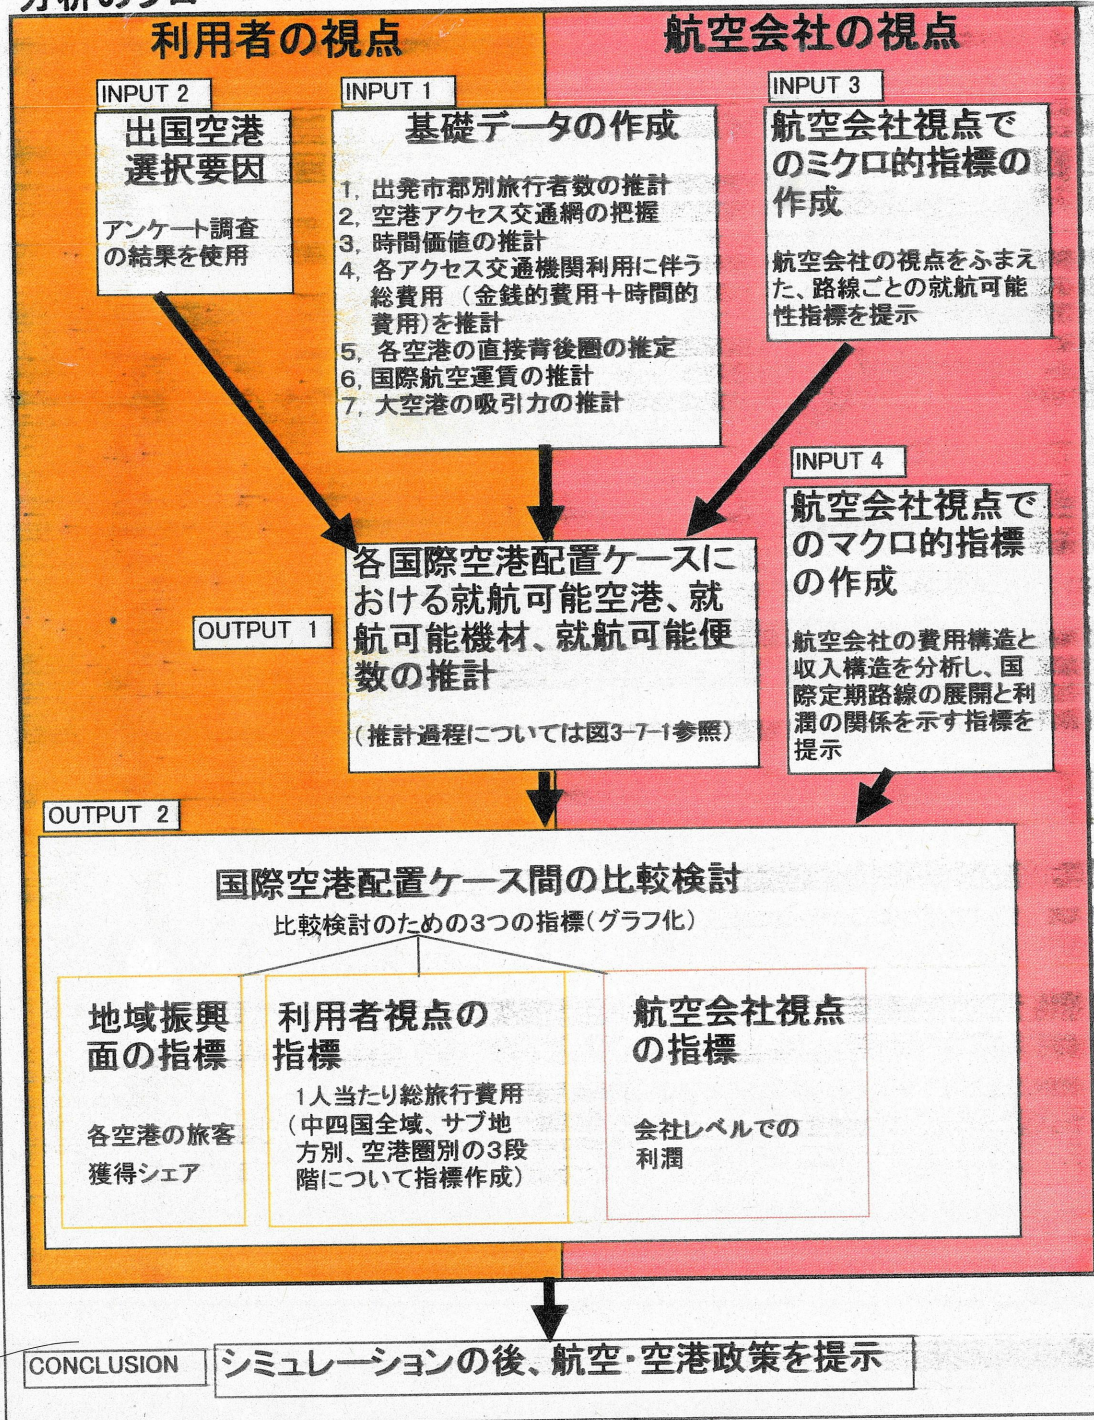 分析のフロー
利用者の視点
航空会社の視点
INPUT 2
出国空港
選択要因
アンケート調査
の結果を使用
INPUT 1
基礎データの作成
1, 出発市郡別旅行者数の推計
2, 空港アクセス交通網の把握
3, 時間価値の推計
4, 各アクセス交通機関利用に伴う
総費用 (金銭的費用+時間的
費用)を推計
5, 各空港の直接背後圏の推定
6, 国際航空運賃の推計
7, 大空港の吸引力の推計
INPUT 3
航空会社視点で
のミクロ的指標の
作成
航空会社の視点をふまえ
た、路線ごとの就航可能
性指標を提示
INPUT 4
航空会社視点で
のマクロ的指標
の作成
航空会社の費用構造と
収入構造を分析し、国
際定期路線の展開と利
潤の関係を示す指標を
提示
OUTPUT 1
各国際空港配置ケースに
おける就航可能空港、就
航可能機材、就航可能便
数の推計
(推計過程については図3-7-1参照)
OUTPUT 2
国際空港配置ケース間の比較検討
比較検討のための3つの指標(グラフ化)
地域振興
面の指標
各空港の旅客
獲得シェア
利用者視点の
指標
1人当たり総旅行費用
(中四国全域、サブ地
方別、空港圏別の3段
階について指標作成)
航空会社視点
の指標
会社レベルでの
利潤
CONCLUSION
シミュレーションの後、航空・空港政策を提示